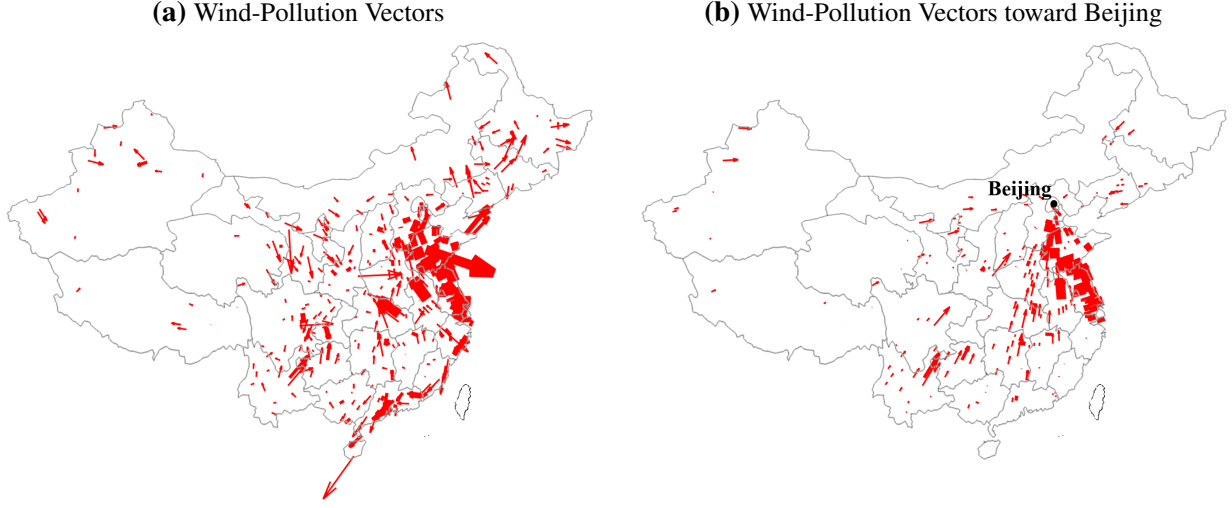 (a) Wind-Pollution Vectors
(b) Wind-Pollution Vectors toward Beijing
Beijing